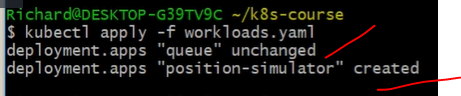 Richard@DESKTOP-G39TV9C ~/k8s-course
$ kubectl apply -f workloads.yaml
deployment.apps "queue" unchanged
deployment.apps "position-simulator" created